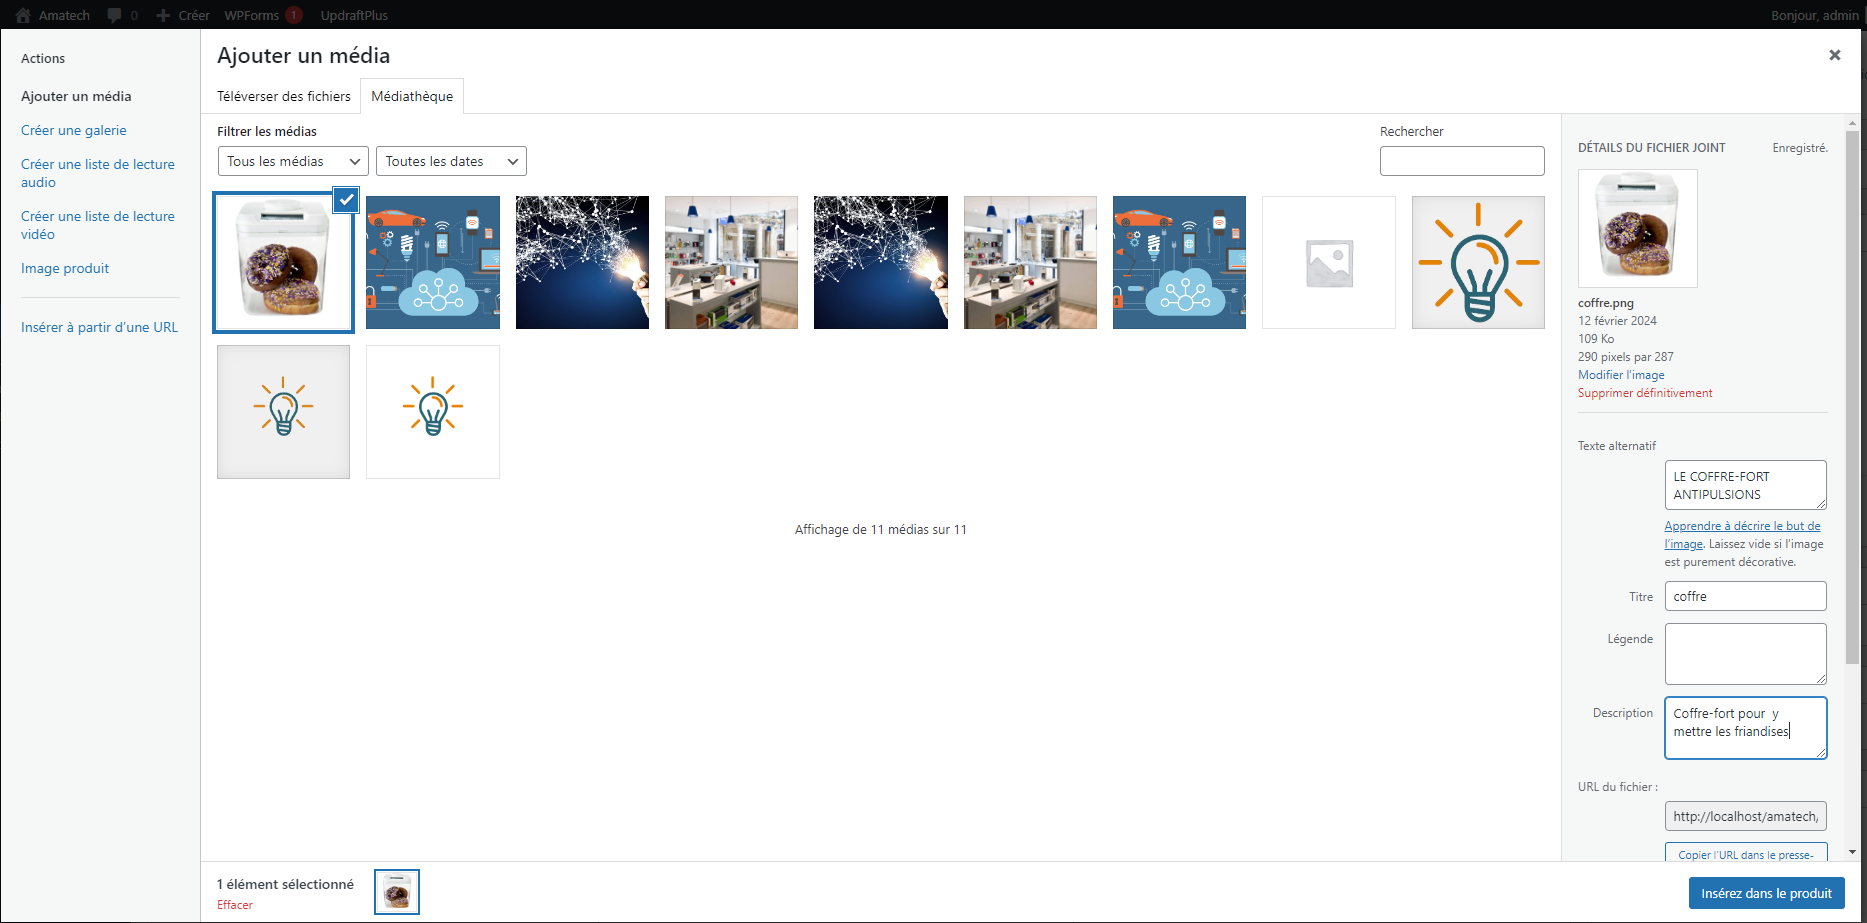 Amatech 0 Créer WPForms 1 UpdraftPlus Bonjour, admin
Actions
Ajouter un média
Créer une galerie
Créer une liste de lecture
audio
Créer une liste de lecture
vidéo
Image produit
Insérer à partir d’une URL
Ajouter un média
Téléverser des fichiers Médiathèque
Filtrer les médias
Tous les médias Toutes les dates
Rechercher
Affichage de 11 médias sur 11
DÉTAILS DU FICHIER JOINT Enregistré.
coffre.png
12 février 2024
109 Ko
290 pixels par 287
Modifier l’image
Supprimer définitivement
Texte alternatif
LE COFFRE-FORT
ANTIPULSIONS
Apprendre à décrire le but de
l’image. Laissez vide si l’image
est purement décorative.
Titre coffre
Légende
Description Coffre-fort pour  y
mettre les friandises
URL du fichier :
http://localhost/amatech,
Copier l’URL dans le presse-
1 élément sélectionné
Effacer
Insérez dans le produit